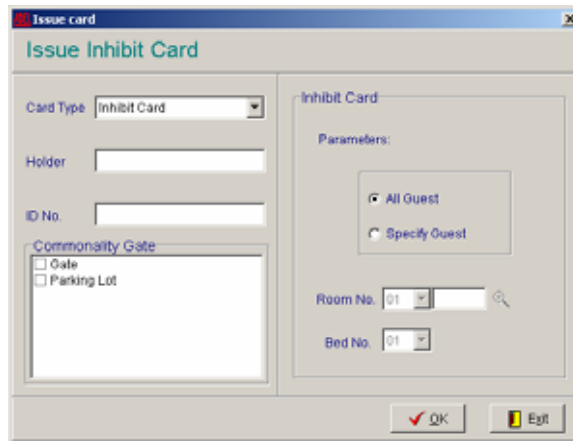 Issue card
Issue Inhibit Card
Card Type Inhibit Card
Holder
ID No.
Commonality Gate
Gate
Parking Lot
Inhibit Card
Parameters:
All Guest
Specify Guest
Room No. 01
Bed No. 01
OK
Exit